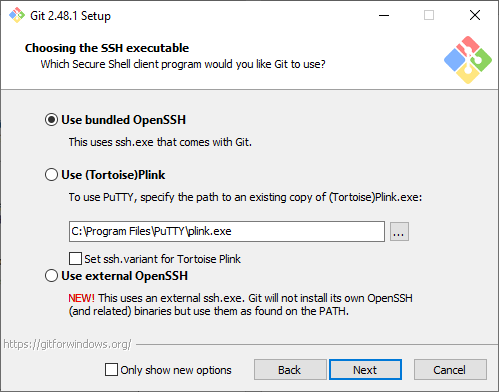 Git 2.48.1 Setup
Choosing the SSH executable
Which Secure Shell client program would you like Git to use?
Use bundled OpenSSH
This uses ssh.exe that comes with Git.
Use (Tortoise)Plink
To use PuTTY, specify the path to an existing copy of (Tortoise)Plink.exe:
C:\Program Files\PuTTY\plink.exe
...
Set ssh.variant for Tortoise Plink
Use external OpenSSH
NEW! This uses an external ssh.exe. Git will not install its own OpenSSH
(and related) binaries but use them as found on the PATH.
https://gitforwindows.org/
Only show new options
Back
Next
Cancel